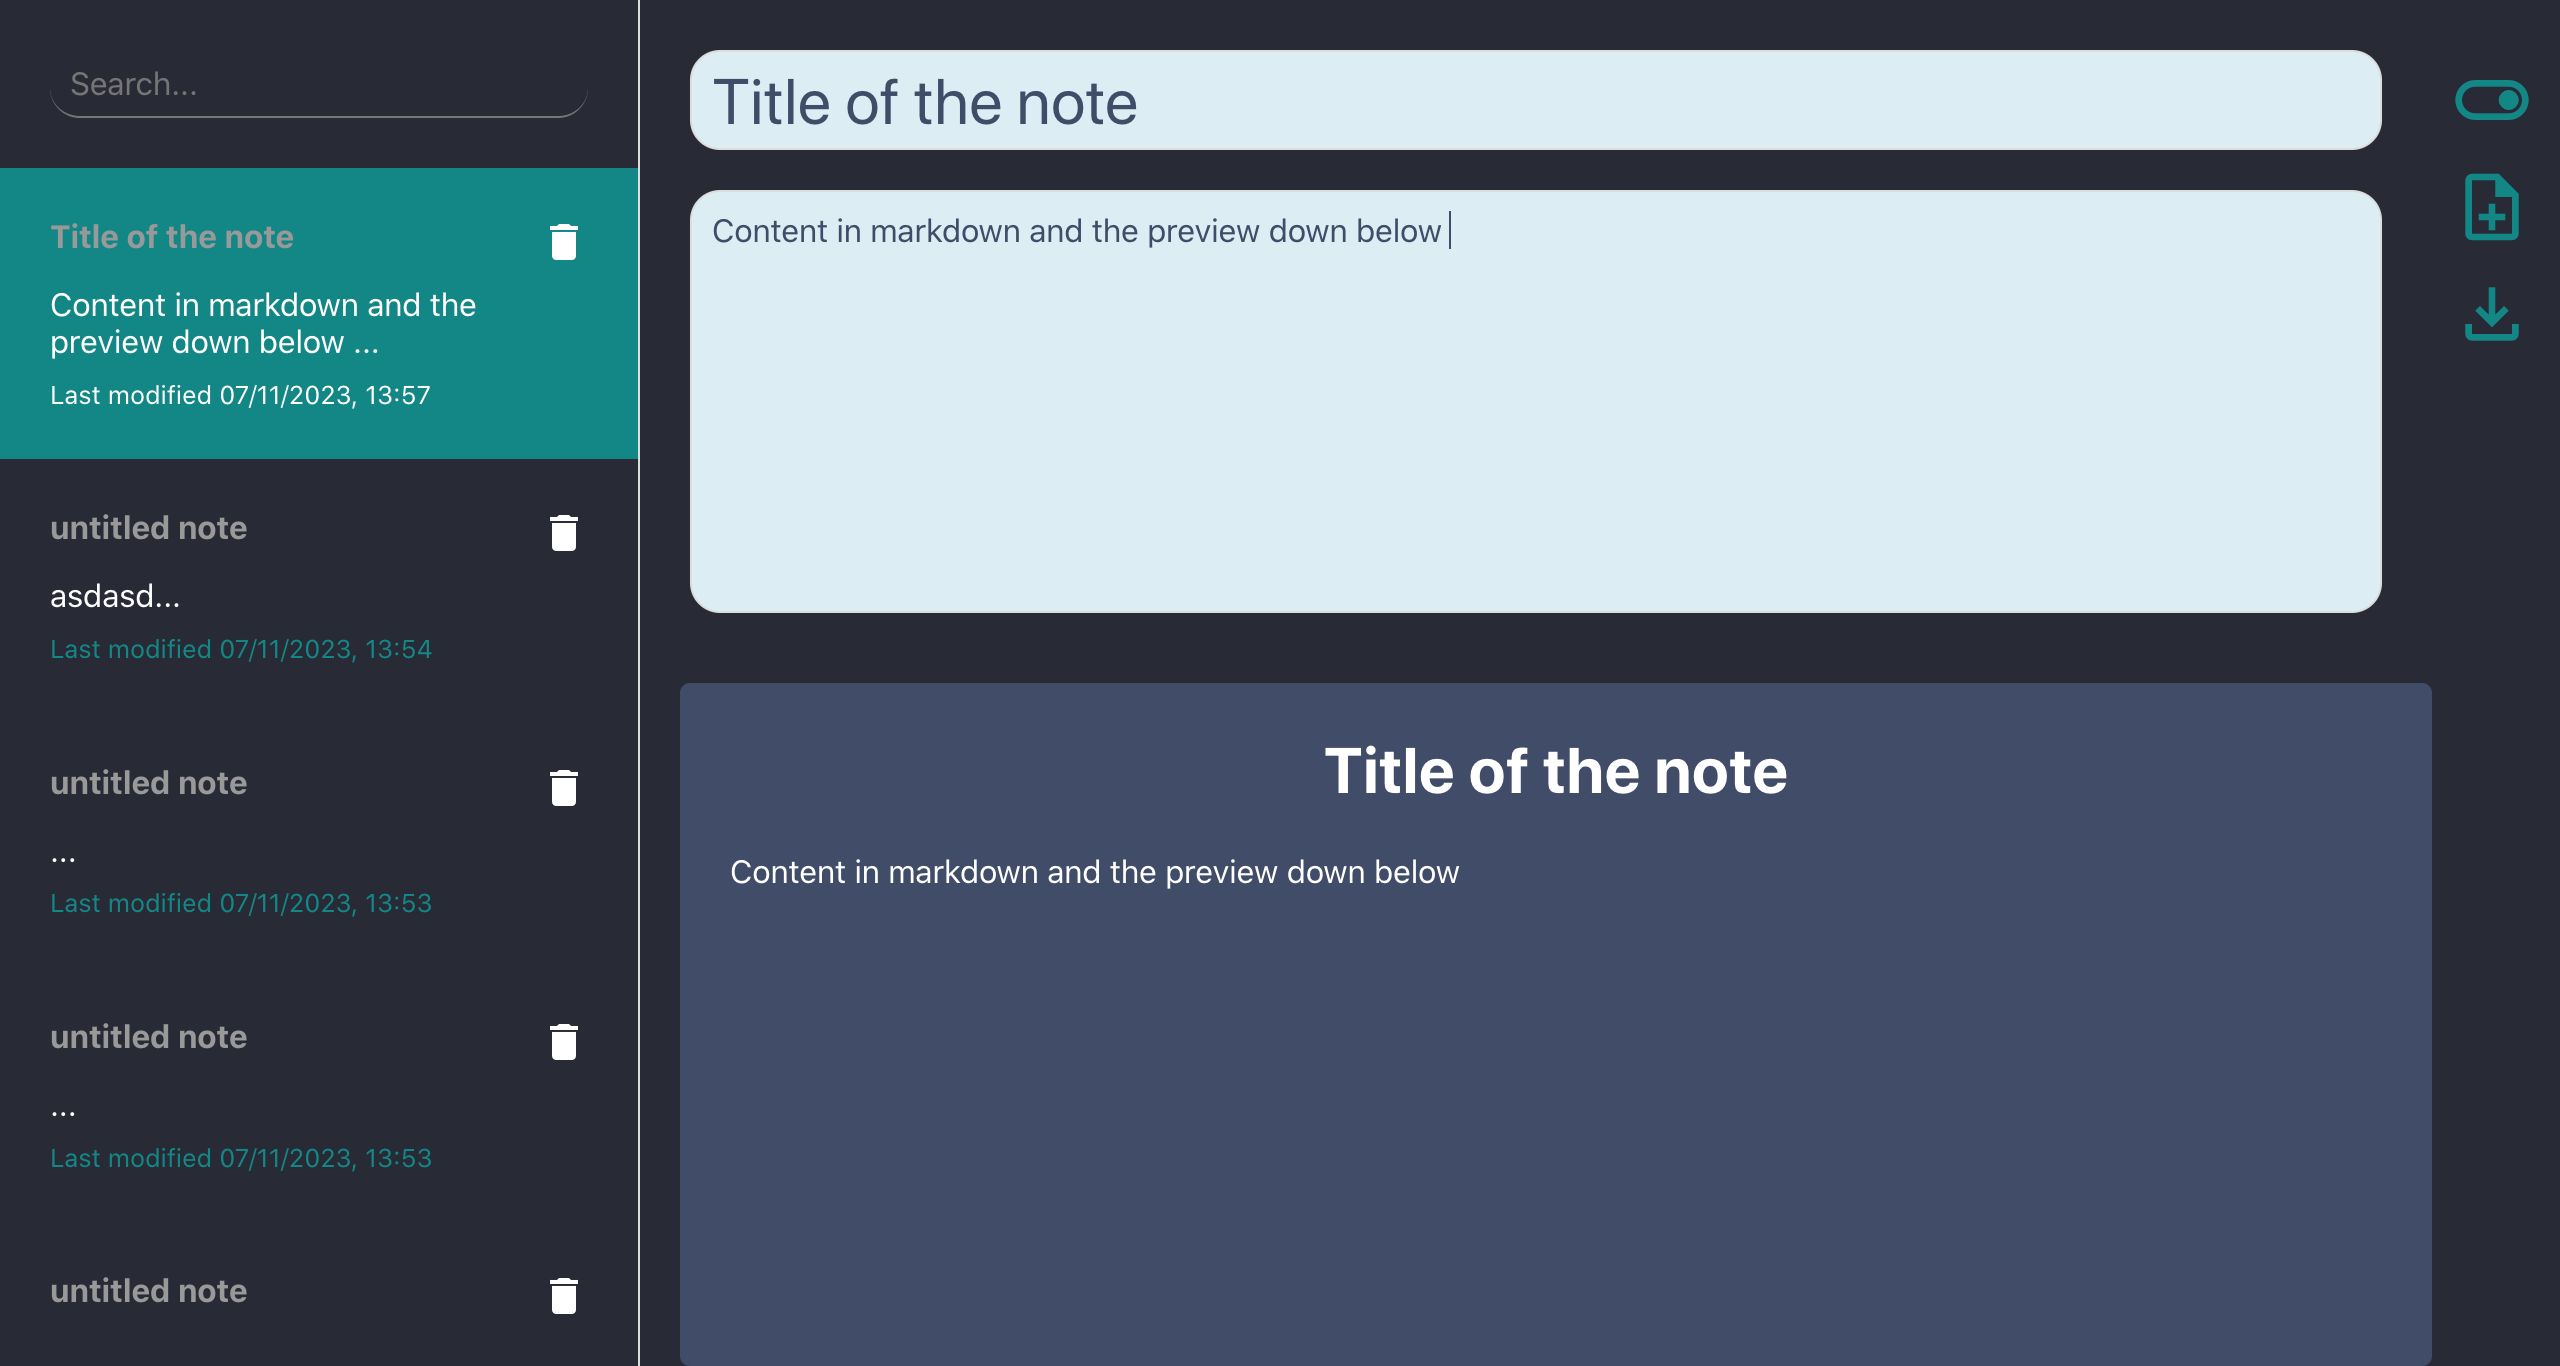 Search...
Title of the note
Content in markdown and the
preview down below ...
Last modified 07/11/2023, 13:57
untitled note
asdasd...
Last modified 07/11/2023, 13:54
untitled note
...
Last modified 07/11/2023, 13:53
untitled note
...
Last modified 07/11/2023, 13:53
untitled note
Title of the note
Content in markdown and the preview down below
Title of the note
Content in markdown and the preview down below